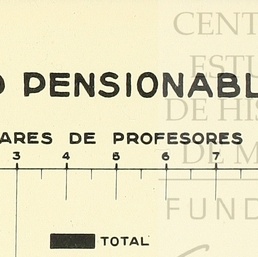 CENT
ESTU
O PENSIONABL
DE HIS
ARES DE PROFESORES
DE M
3 4 5 6 7
FUND
TOTAL